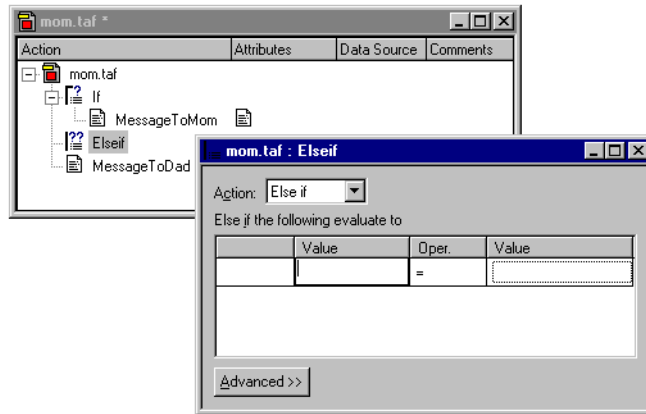 mom.taf *
Action Attributes Data Source Comments
mom.taf
If
MessageToMom
Elseif
MessageToDad
mom.taf : Elseif
Action: Else if
Else if the following evaluate to
Value Oper. Value
=
Advanced >>